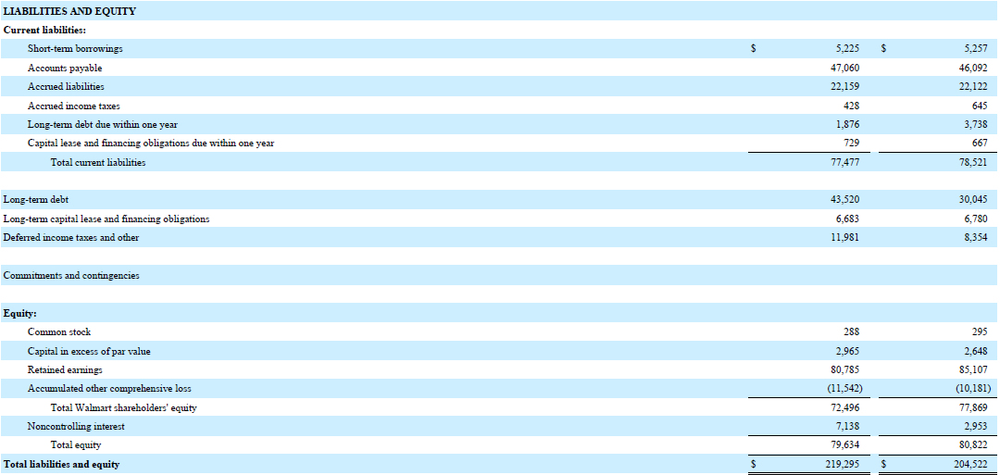 LIABILITIES AND EQUITY
Current liabilities:
Short-term borrowings $ 5,225 $ 5,257
Accounts payable 47,060 46,092
Accrued liabilities 22,159 22,122
Accrued income taxes 428 645
Long-term debt due within one year 1,876 3,738
Capital lease and financing obligations due within one year 729 667
Total current liabilities 77,477 78,521
Long-term debt 43,520 30,045
Long-term capital lease and financing obligations 6,683 6,780
Deferred income taxes and other 11,981 8,354
Commitments and contingencies
Equity:
Common stock 288 295
Capital in excess of par value 2,965 2,648
Retained earnings 80,785 85,107
Accumulated other comprehensive loss (11,542) (10,181)
Total Walmart shareholders' equity 72,496 77,869
Noncontrolling interest 7,138 2,953
Total equity 79,634 80,822
Total liabilities and equity $ 219,295 $ 204,522